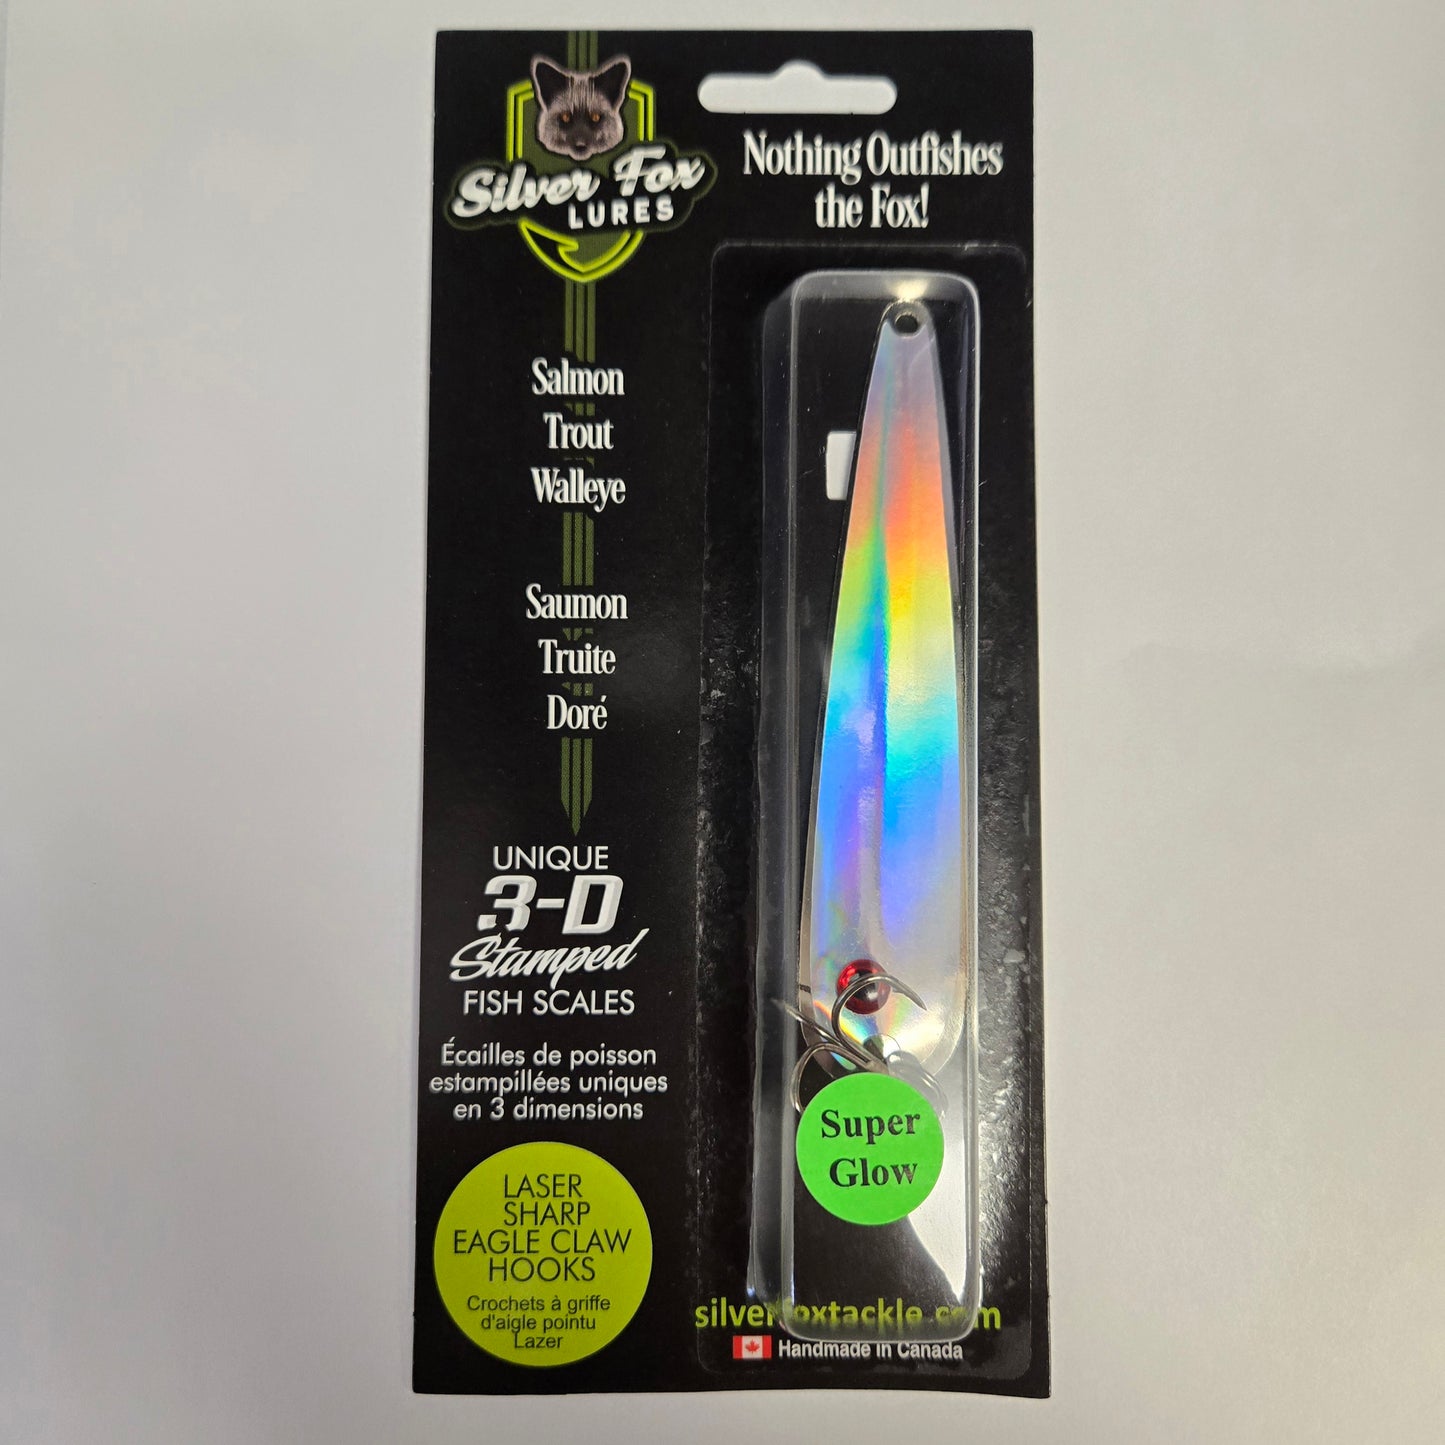 Silver Fox
LURES
Nothing Outfishes
the Fox!
Salmon
Trout
Walleye
Saumon
Truite
Doré
UNIQUE
3-D
Stamped
FISH SCALES
Écailles de poisson
estampillées uniques
en 3 dimensions
LASER
SHARP
EAGLE CLAW
HOOKS
Crochets à griffe
d'aigle pointu
Lazer
Super
Glow
silverfoxtackle.com
Handmade in Canada